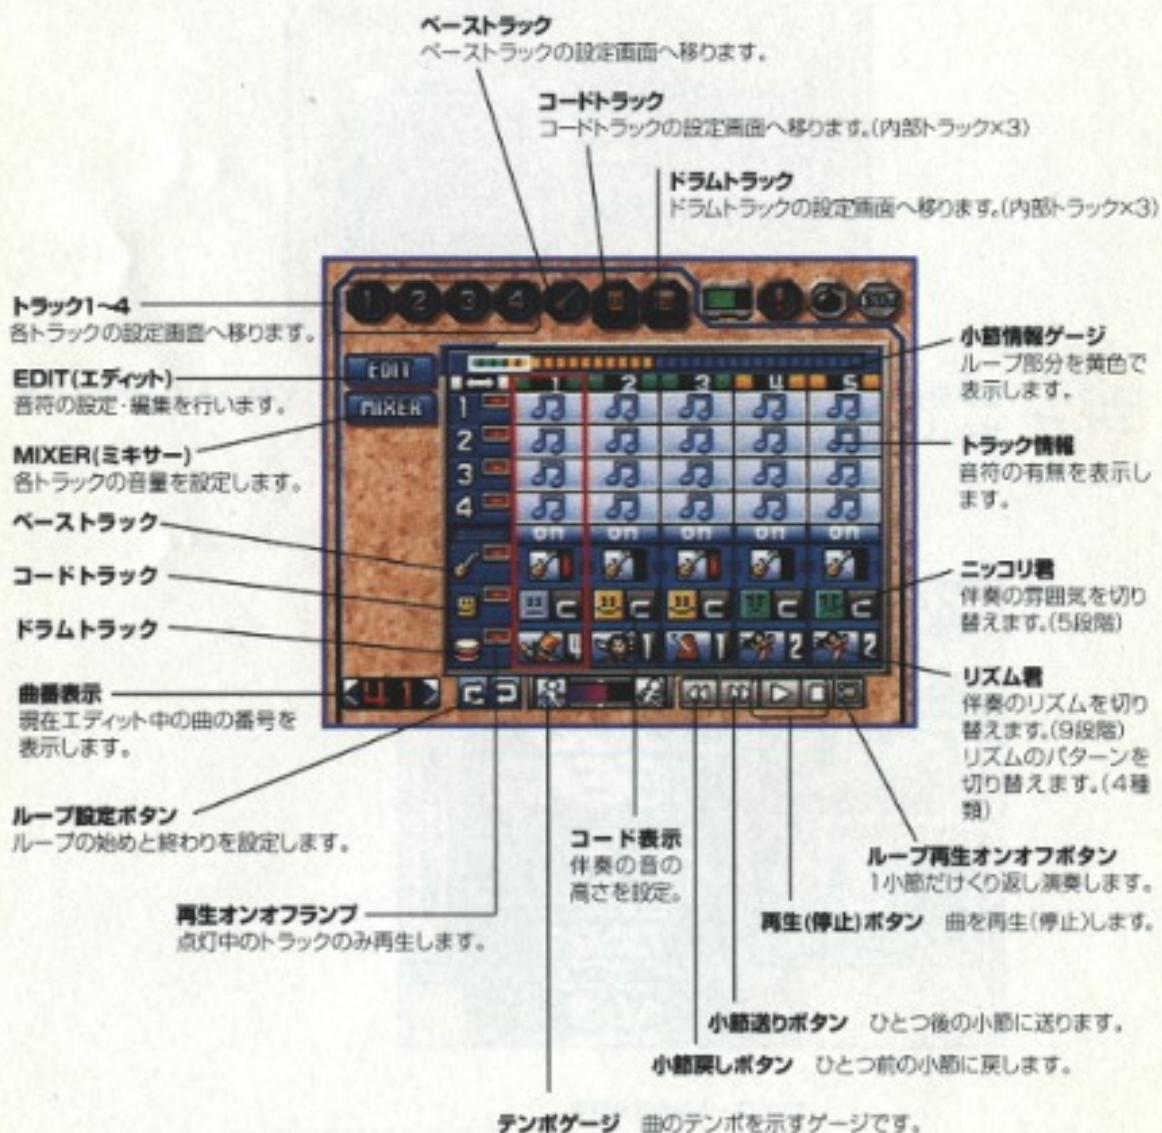 ベーストラック
ベーストラックの設定画面へ移ります。
コードトラック
コードトラックの設定画面へ移ります。(内部トラック×3)
ドラムトラック
ドラムトラックの設定画面へ移ります。(内部トラック×3)
トラック1~4
各トラックの設定画面へ移ります。
EDIT(エディット)
音符の設定・編集を行います。
MIXER(ミキサー)
各トラックの音量を設定します。
ベーストラック
コードトラック
ドラムトラック
曲番表示
現在エディット中の曲の番号を
表示します。
ループ設定ボタン
ループの始めと終わりを設定します。
再生オンオフランプ
点灯中のトラックのみ再生します。
1 2 3 4
EDIT
MIXER
1 2 3 4 5
1
2
3
4
on on on on on
4 1 1 2 2
41
小節情報ゲージ
ループ部分を黄色で
表示します。
トラック情報
音符の有無を表示し
ます。
ニッコリ君
伴奏の雰囲気を切り
替えます。(5段階)
リズム君
伴奏のリズムを切り
替えます。(9段階)
リズムのパターンを
切り替えます。(4種
類)
コード表示
伴奏の音の
高さを設定。
ループ再生オンオフボタン
1小節だけくり返し演奏します。
再生(停止)ボタン 曲を再生(停止)します。
小節送りボタン ひとつ後の小節に送ります。
小節戻しボタン ひとつ前の小節に戻します。
テンポゲージ 曲のテンポを示すゲージです。